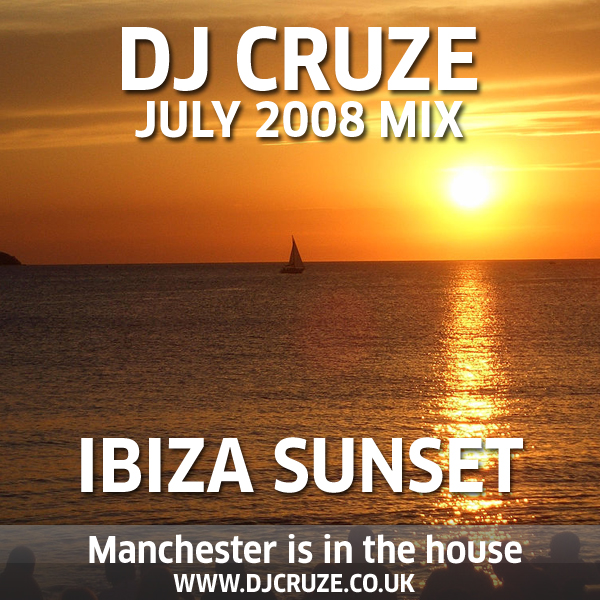 DJ CRUZE
JULY 2008 MIX
IBIZA SUNSET
Manchester is in the house
WWW.DJCRUZE.CO.UK